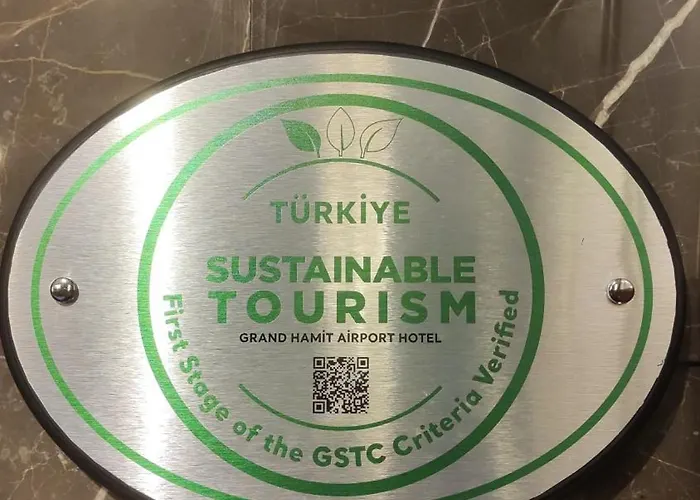 TÜRKİYE
SUSTAINABLE
TOURISM
GRAND HAMİT AİRPORT HOTEL
First Stage of the GSTC Criteria Verified